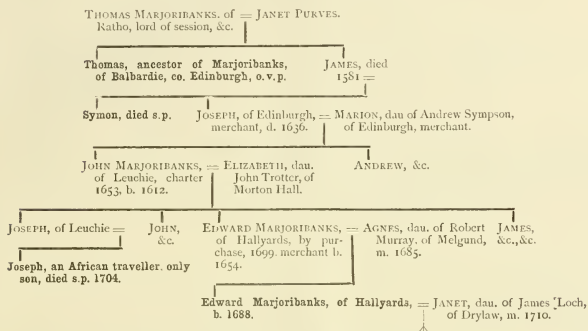 THOMAS MARJORIBANKS, of = JANET PURVES.
Ratho, lord of session, &c.
Thomas, ancestor of Marjoribanks, JAMES, died
of Balbardie, co. Edinburgh, o.v.p. 1581 =
Symon, died s.p. JOSEPH, of Edinburgh, = MARION, dau of Andrew Sympson,
merchant, d. 1636. of Edinburgh, merchant.
JOHN MARJORIBANKS, = ELIZABETH, dau. ANDREW, &c.
of Leuchie, charter John Trotter, of
1653, b. 1612. Morton Hall.
JOSEPH, of Leuchie = JOHN, EDWARD MARJORIBANKS, = AGNES, dau. of Robert JAMES,
&c. of Hallyards, by pur- Murray, of Melgund, &c., &c.
chase, 1699, merchant b. m. 1685.
Joseph, an African traveller, only 1654.
son, died s.p. 1704.
Edward Marjoribanks, of Hallyards, = JANET, dau. of James Loch,
b. 1688. of Drylaw, m. 1710.